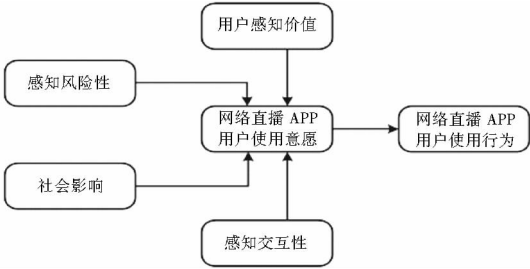 用户感知价值
感知风险性
网络直播 APP
用户使用意愿
网络直播 APP
用户使用行为
社会影响
感知交互性